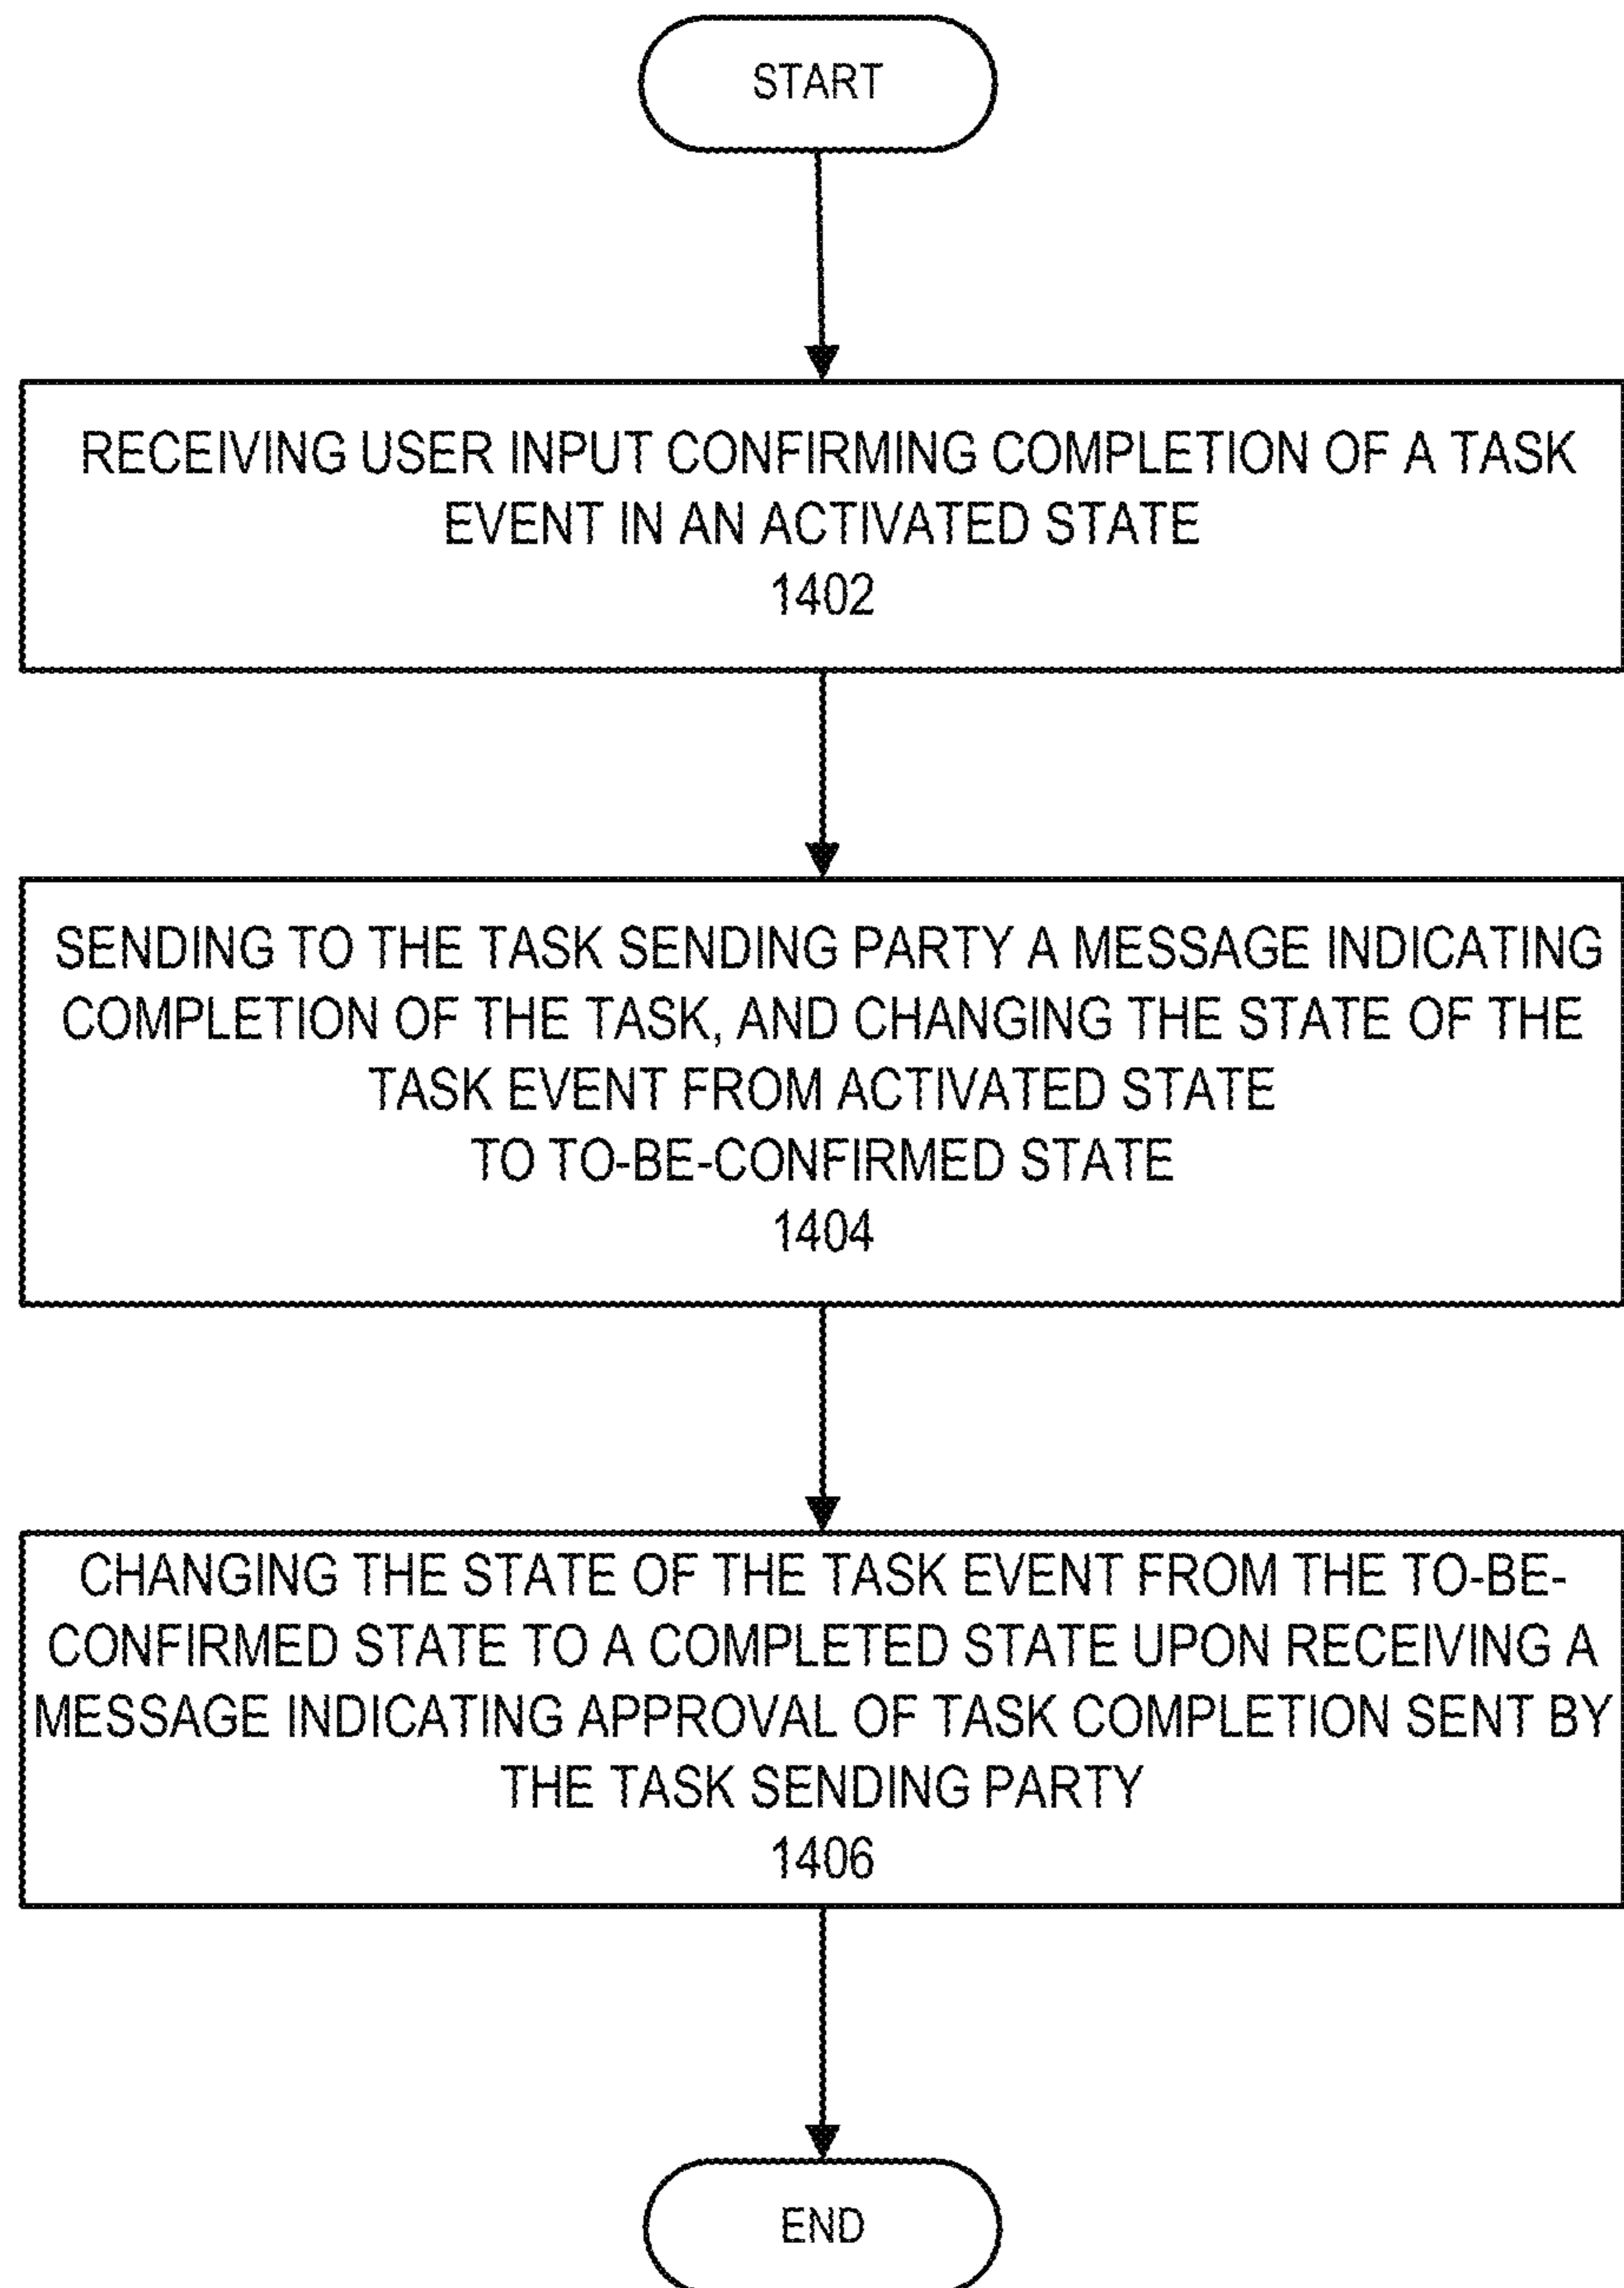 START
RECEIVING USER INPUT CONFIRMING COMPLETION OF A TASK
EVENT IN AN ACTIVATED STATE
1402
SENDING TO THE TASK SENDING PARTY A MESSAGE INDICATING
COMPLETION OF THE TASK, AND CHANGING THE STATE OF THE
TASK EVENT FROM ACTIVATED STATE
TO TO-BE-CONFIRMED STATE
1404
CHANGING THE STATE OF THE TASK EVENT FROM THE TO-BE-
CONFIRMED STATE TO A COMPLETED STATE UPON RECEIVING A
MESSAGE INDICATING APPROVAL OF TASK COMPLETION SENT BY
THE TASK SENDING PARTY
1406
END